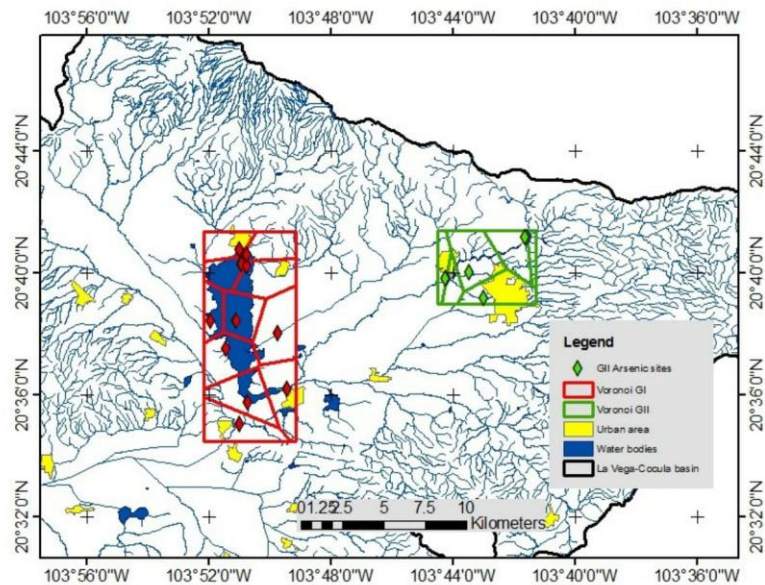 103°56'0"W 103°52'0"W 103°48'0"W 103°44'0"W 103°40'0"W 103°36'0"W
20°44'0"N 20°44'0"N
20°40'0"N 20°40'0"N
20°36'0"N 20°36'0"N
20°32'0"N 20°32'0"N
Legend
GII Arsenic sites
Voronoi GI
Voronoi GII
Urban area
Water bodies
La Vega-Cocula basin
01.252.5 5 7.5 10
Kilometers
103°56'0"W 103°52'0"W 103°48'0"W 103°44'0"W 103°40'0"W 103°36'0"W